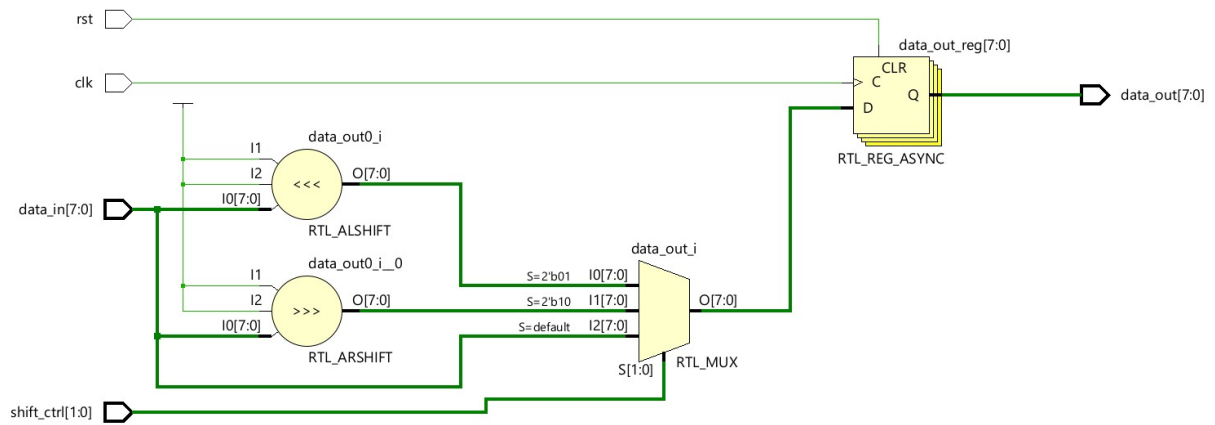 rst
data_out_reg[7:0]
CLR
clk
C
Q
data_out[7:0]
D
RTL_REG_ASYNC
data_out0_i
I1
I2
O[7:0]
<<<
data_in[7:0]
I0[7:0]
RTL_ALSHIFT
data_out0_i__0
data_out_i
I1
S=2'b01
I0[7:0]
I2
O[7:0]
S=2'b10
I1[7:0]
O[7:0]
>>>
I0[7:0]
S=default
I2[7:0]
RTL_ARSHIFT
S[1:0]
RTL_MUX
shift_ctrl[1:0]